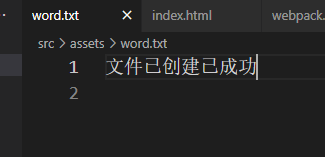 word.txt index.html webpack.
src > assets > word.txt
1 文件已创建已成功
2